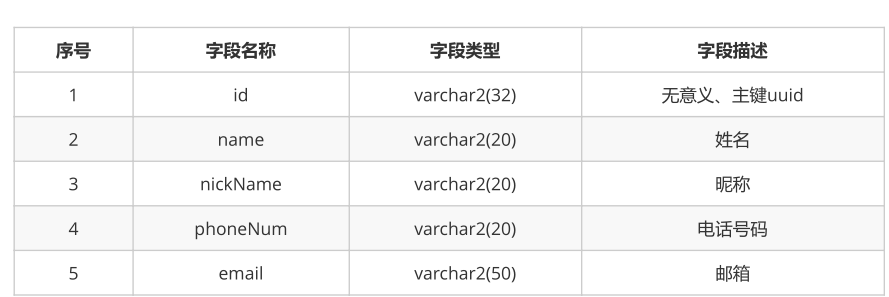 序号 字段名称 字段类型 字段描述
1 id varchar2(32) 无意义、主键uuid
2 name varchar2(20) 姓名
3 nickName varchar2(20) 昵称
4 phoneNum varchar2(20) 电话号码
5 email varchar2(50) 邮箱